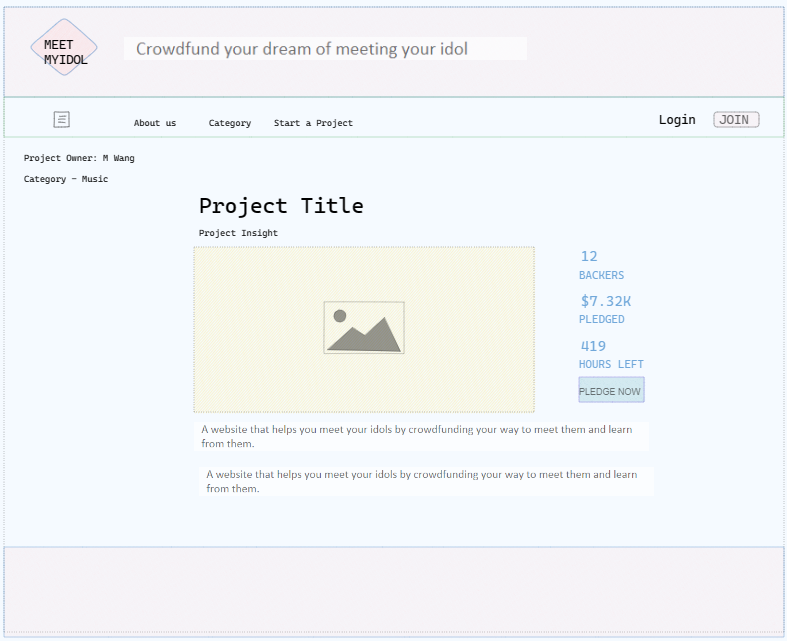 MEET
MYIDOL
Crowdfund your dream of meeting your idol
About us
Category
Start a Project
Login
JOIN
Project Owner: M Wang
Category - Music
Project Title
Project Insight
12
BACKERS
$7.32K
PLEDGED
419
HOURS LEFT
PLEDGE NOW
A website that helps you meet your idols by crowdfunding your way to meet them and learn
from them.
A website that helps you meet your idols by crowdfunding your way to meet them and learn
from them.